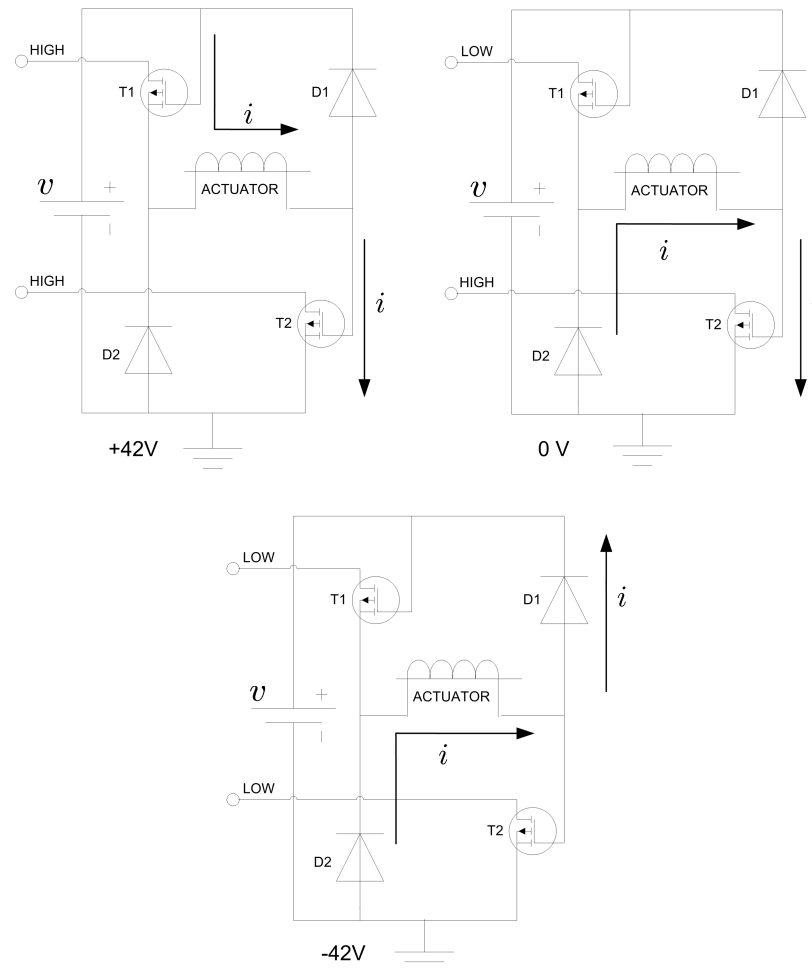 HIGH
T1
D1
i
v
+
ACTUATOR
-
HIGH
i
T2
D2
+42V
LOW
T1
D1
v
+
ACTUATOR
-
i
HIGH
i
T2
D2
0 V
LOW
T1
D1
i
v
+
ACTUATOR
-
i
LOW
T2
D2
-42V